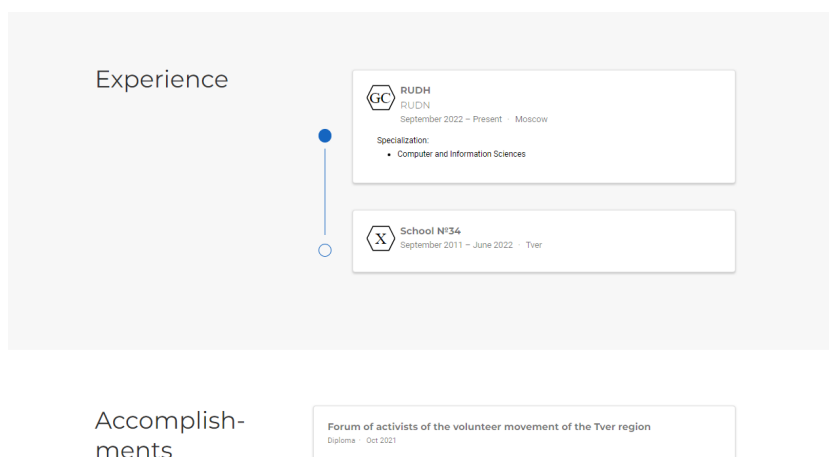 Experience
GC
RUDH
RUDN
September 2022 – Present · Moscow
Specialization:
• Computer and Information Sciences
X
School №34
September 2011 – June 2022 · Tver
Accomplish-
ments
Forum of activists of the volunteer movement of the Tver region
Diploma · Oct 2021